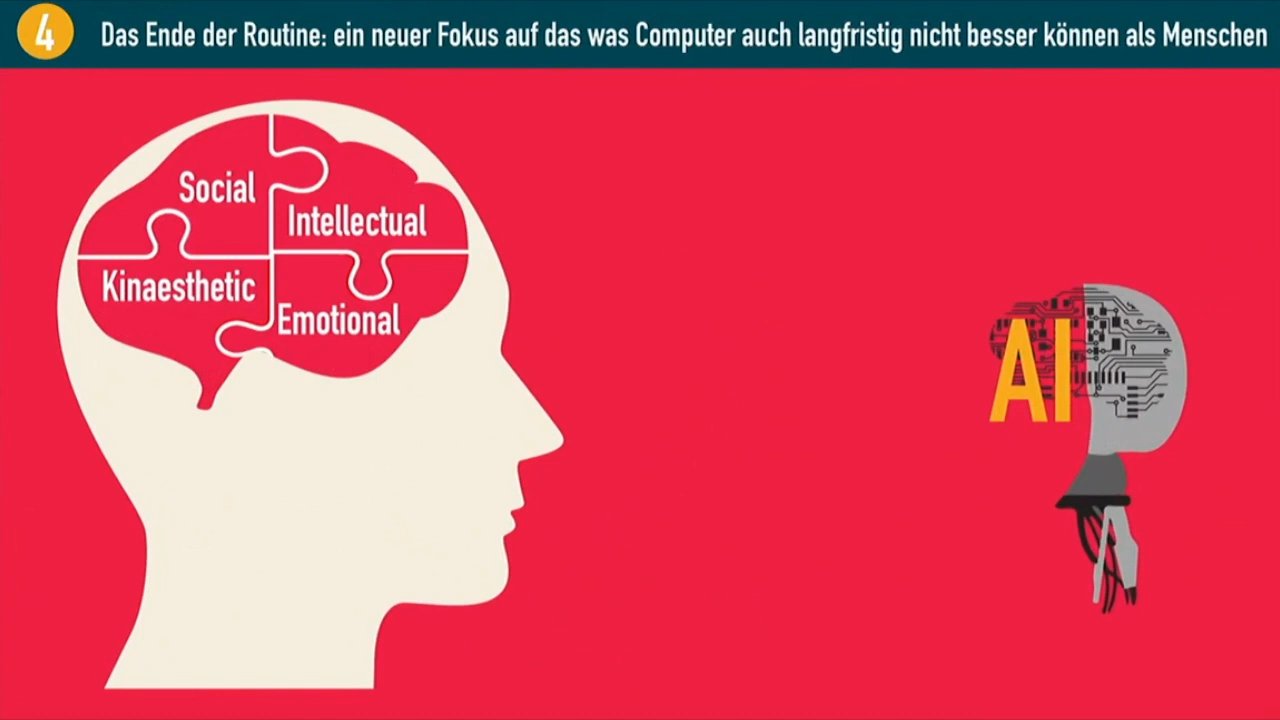 4
Das Ende der Routine: ein neuer Fokus auf das was Computer auch langfristig nicht besser können als Menschen
Social
Intellectual
Kinaesthetic
Emotional
AI